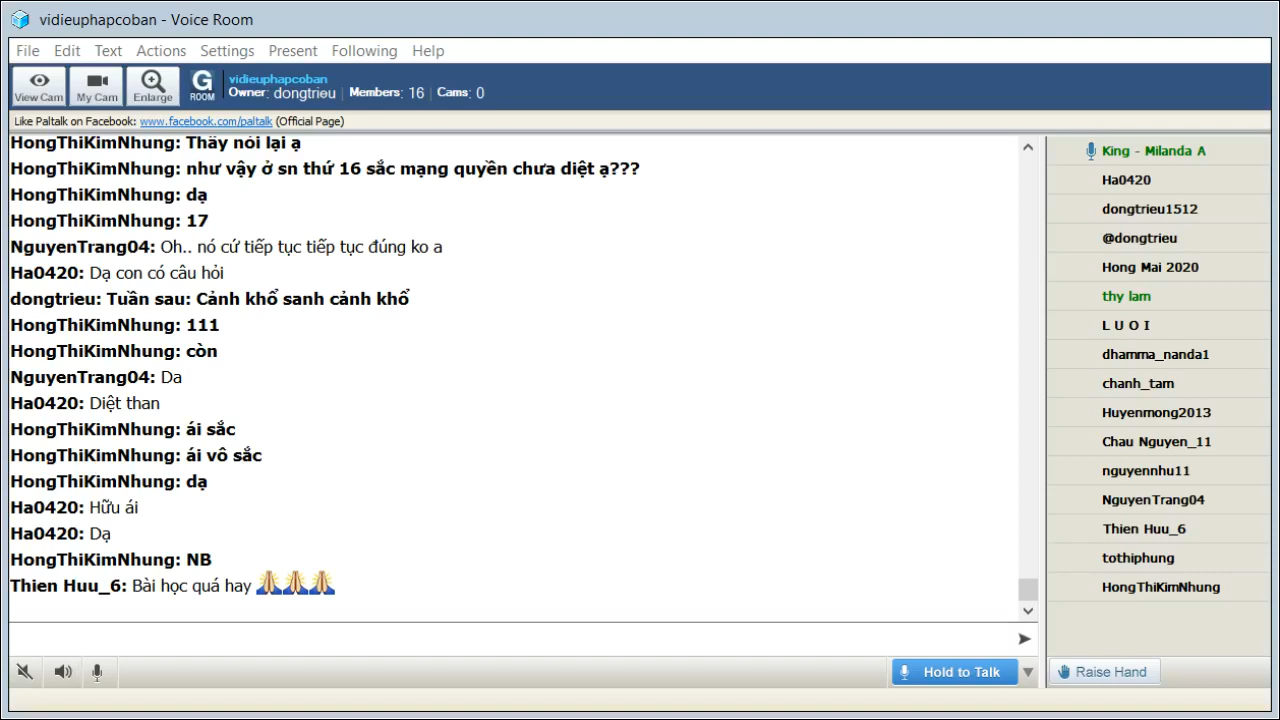 vidieuphapcoban - Voice Room
File Edit Text Actions Settings Present Following Help
View Cam
My Cam
Enlarge
G ROOM
vidieuphapcoban
Owner: dongtrieu | Members: 16 | Cams: 0
Like Paltalk on Facebook: www.facebook.com/paltalk (Official Page)
HongThiKimNhung: Thầy nói lại ạ
HongThiKimNhung: như vậy ở sn thứ 16 sắc mạng quyền chưa diệt ạ???
HongThiKimNhung: dạ
HongThiKimNhung: 17
NguyenTrang04: Oh.. nó cứ tiếp tục tiếp tục đúng ko a
Ha0420: Dạ con có câu hỏi
dongtrieu: Tuần sau: Cảnh khổ sanh cảnh khổ
HongThiKimNhung: 111
HongThiKimNhung: còn
NguyenTrang04: Da
Ha0420: Diệt than
HongThiKimNhung: ái sắc
HongThiKimNhung: ái vô sắc
HongThiKimNhung: dạ
Ha0420: Hữu ái
Ha0420: Dạ
HongThiKimNhung: NB
Thien Huu_6: Bài học quá hay 🙏🙏🙏
King - Milanda A
Ha0420
dongtrieu1512
@dongtrieu
Hong Mai 2020
thy lam
L U O I
dhamma_nanda1
chanh_tam
Huyenmong2013
Chau Nguyen_11
nguyennhu11
NguyenTrang04
Thien Huu_6
tothiphung
HongThiKimNhung
Hold to Talk
Raise Hand